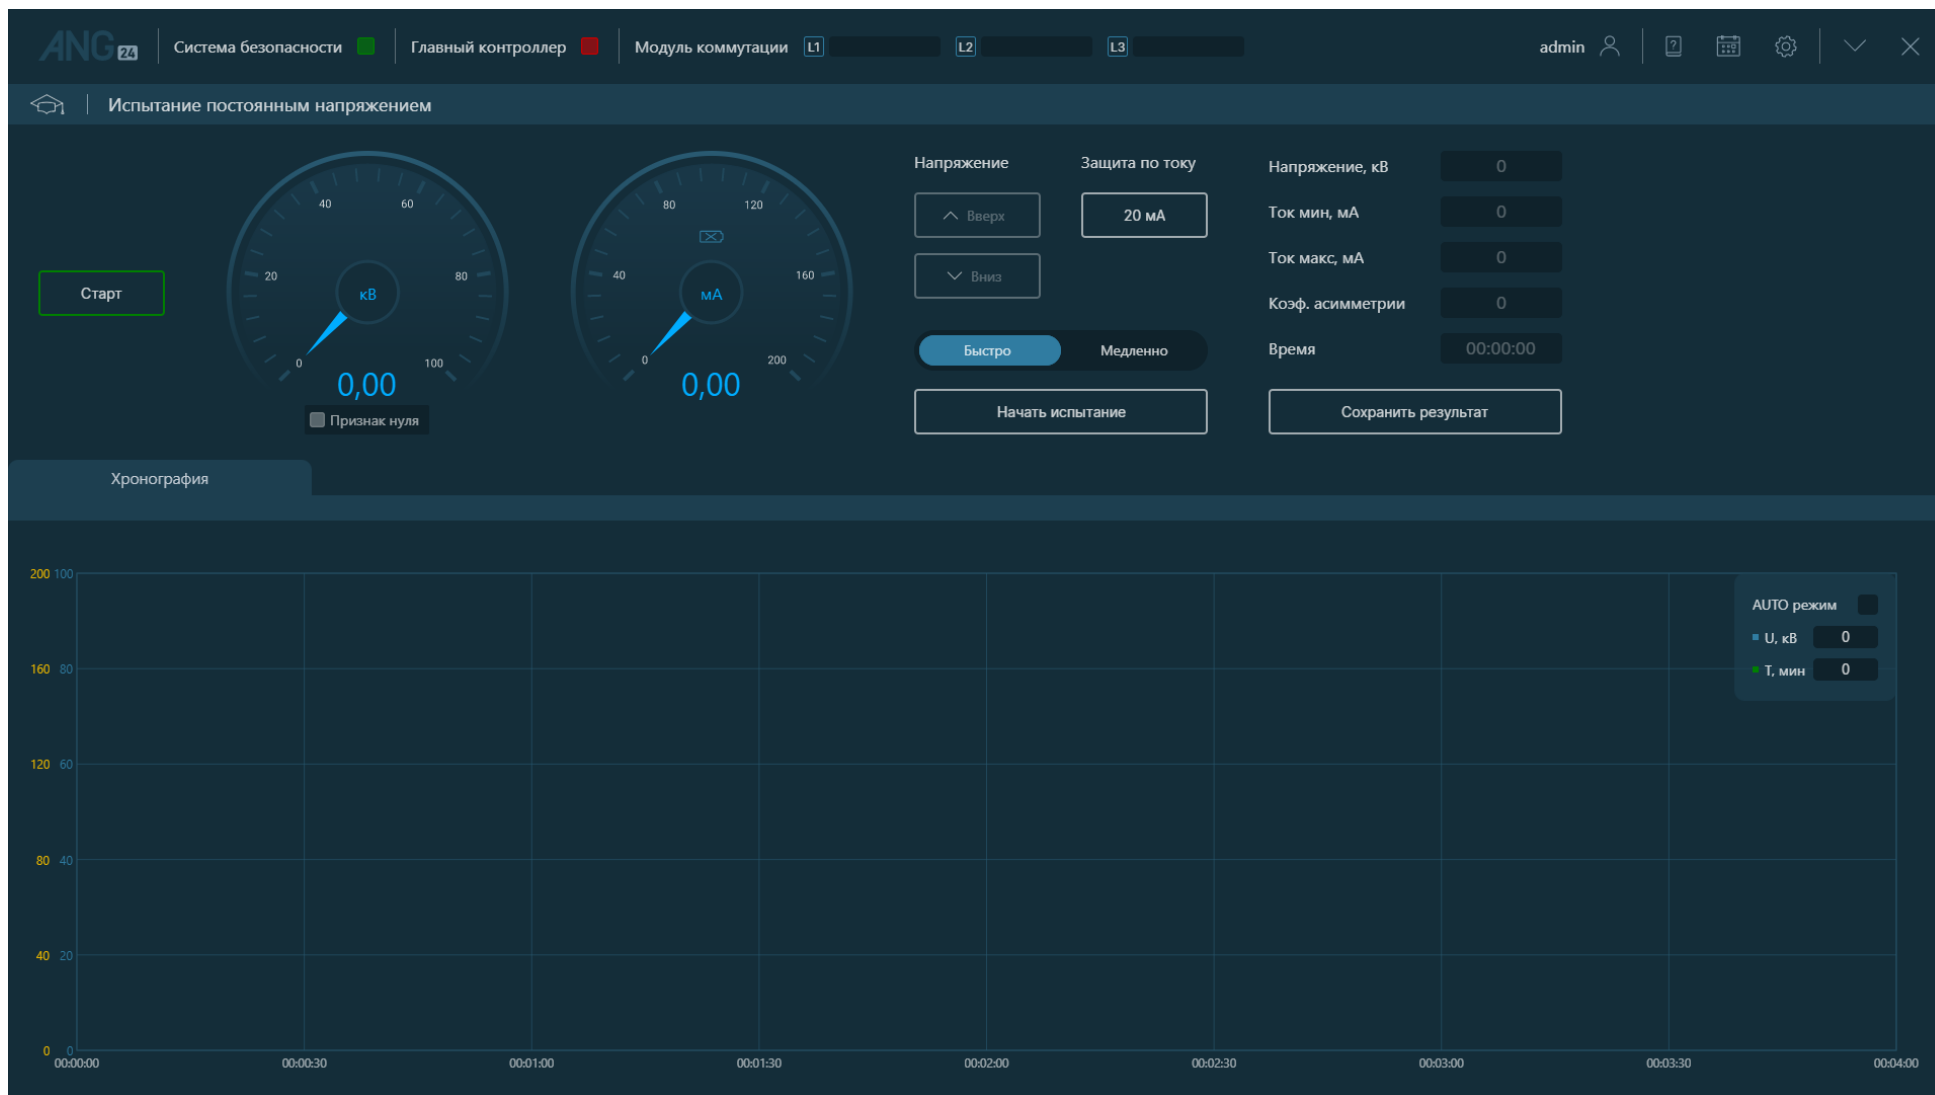 ANG 24 Система безопасности Главный контроллер Модуль коммутации L1 L2 L3 admin ?
Испытание постоянным напряжением
Старт
0 20 40 60 80 100
кВ
0,00
Признак нуля
0 40 80 120 160 200
мА
0,00
Напряжение
Вверх
Вниз
Защита по току
20 мА
Быстро Медленно
Начать испытание
Напряжение, кВ 0
Ток мин, мА 0
Ток макс, мА 0
Коэф. асимметрии 0
Время 00:00:00
Сохранить результат
Хронография
200 100
160 80
120 60
80 40
40 20
0 0
AUTO режим
U, кВ 0
T, мин 0
00:00:00 00:00:30 00:01:00 00:01:30 00:02:00 00:02:30 00:03:00 00:03:30 00:04:00